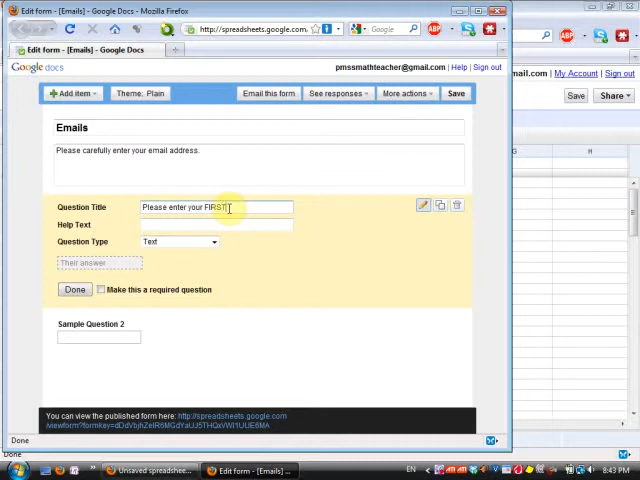 Edit form - [Emails] - Google Docs - Mozilla Firefox
http://spreadsheets.google.com/
Google
ABP
Edit form - [Emails] - Google Docs
Google docs
pmssmathteacher@gmail.com | Help | Sign out
.com | My Account | Sign out
Add item
Theme: Plain
Email this form
See responses
More actions
Save
Save
Share
Emails
G
H
Please carefully enter your email address.
Question Title
Please enter your FIRST
Help Text
Question Type
Text
Their answer
Done
Make this a required question
Sample Question 2
You can view the published form here: http://spreadsheets.google.com
Done
Done
Unsaved spreadshee...
Edit form - [Emails] ...
EN
8:43 PM